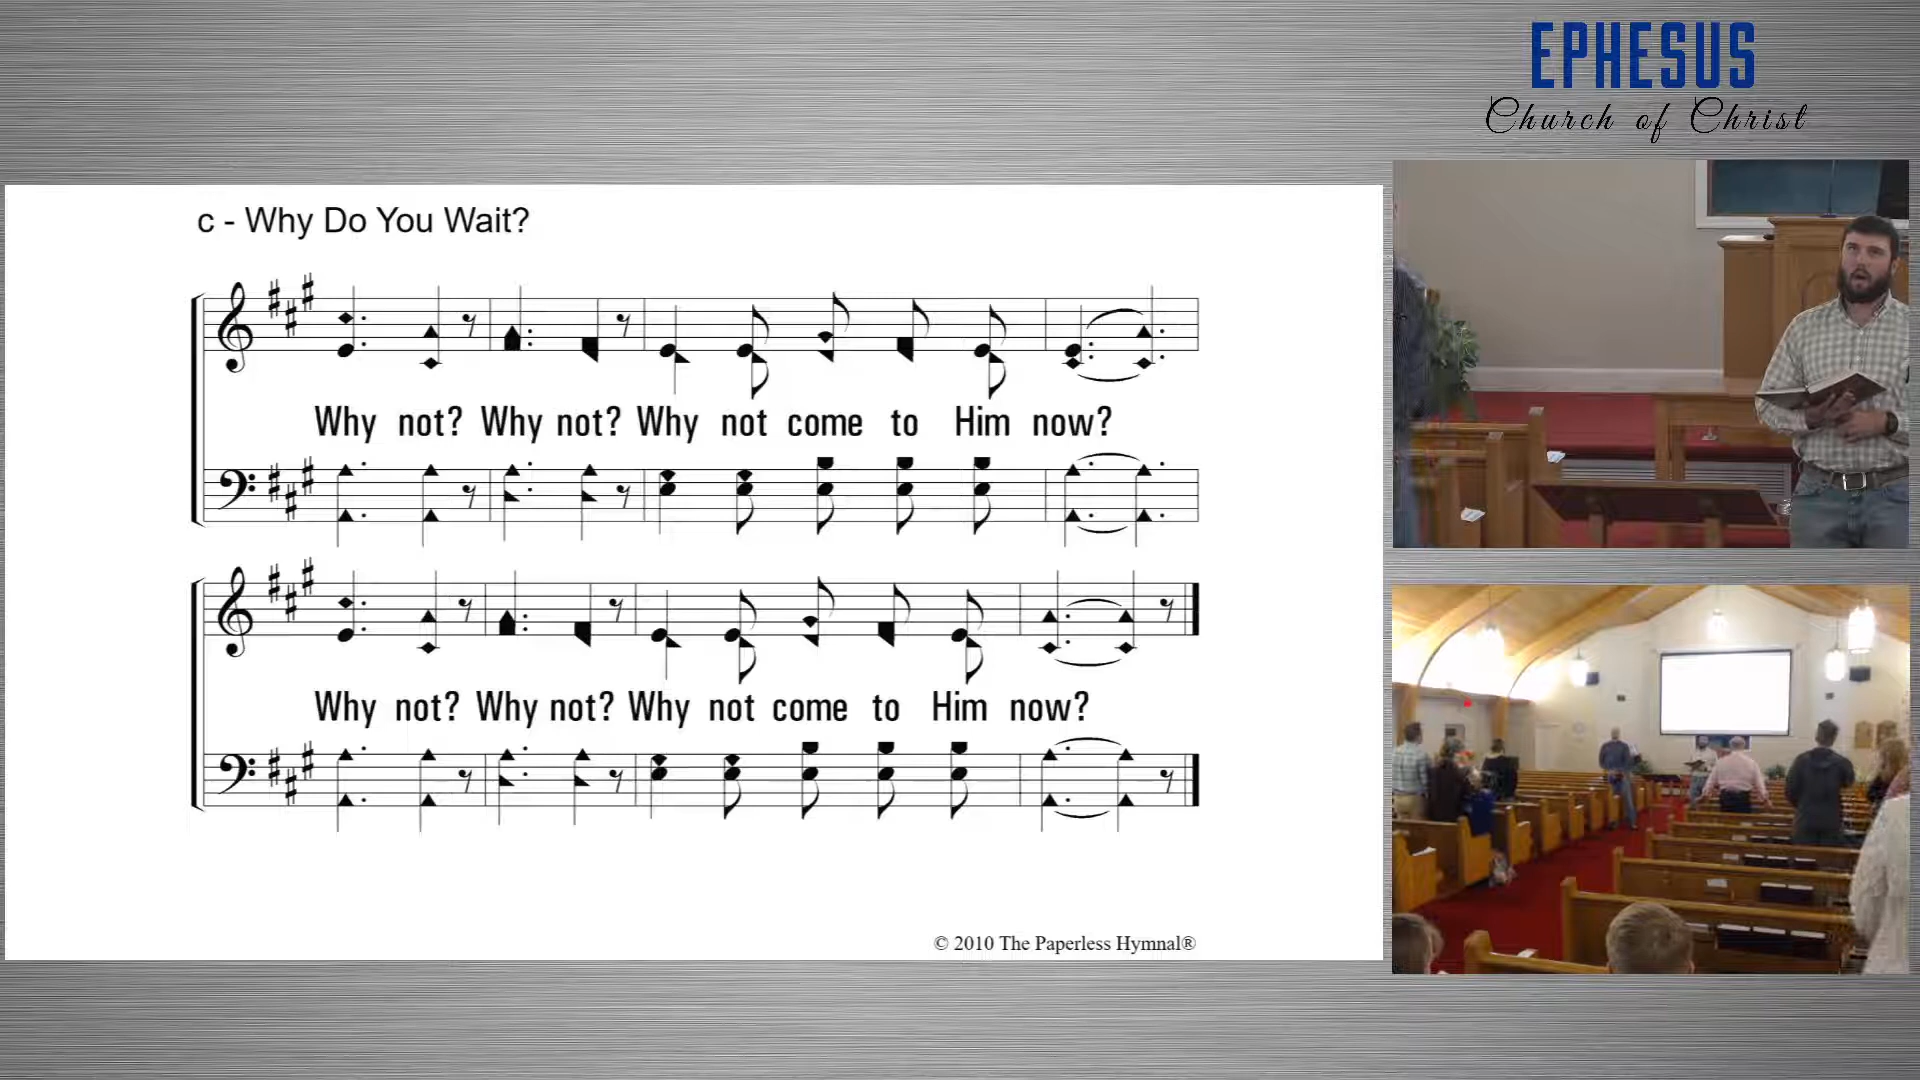 EPHESUS
Church of Christ
c - Why Do You Wait?
Why not? Why not? Why not come to Him now?
Why not? Why not? Why not come to Him now?
© 2010 The Paperless Hymnal®